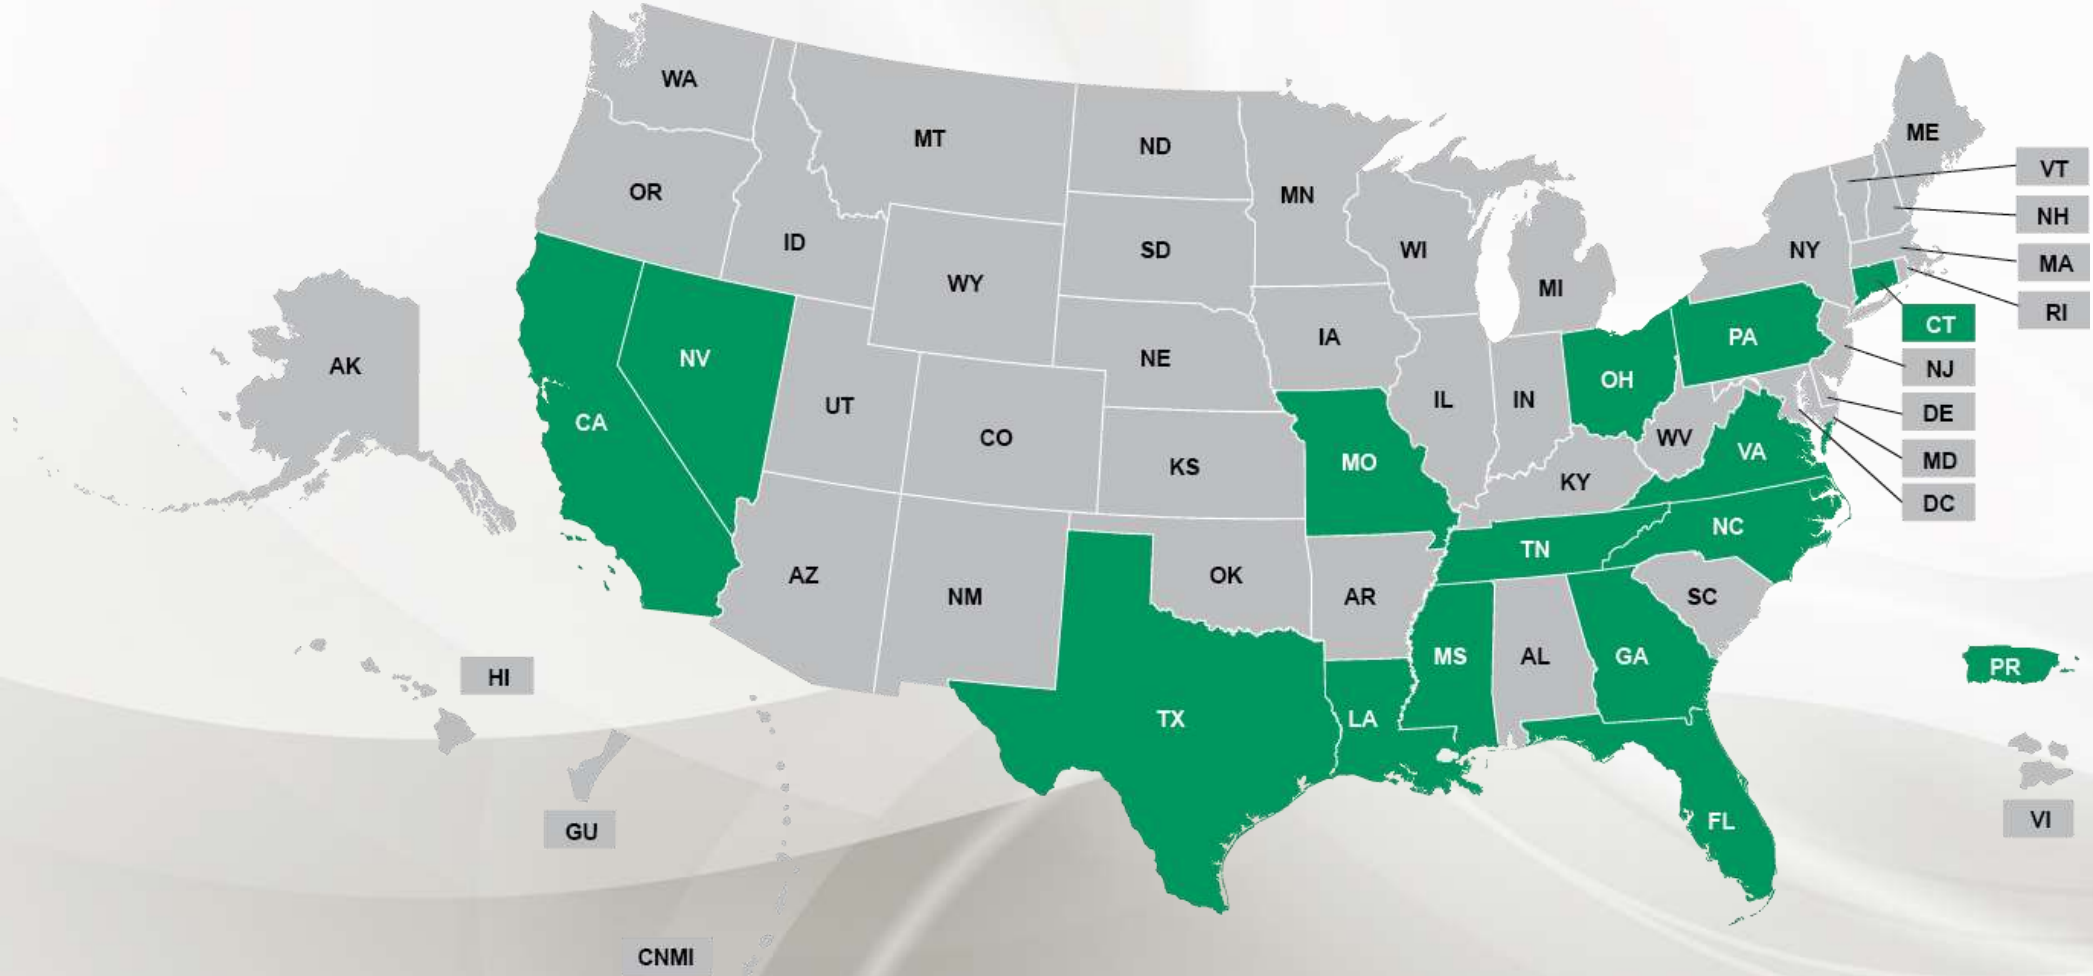 WA
MT
ND
MN
ME
VT
OR
ID
WY
SD
WI
MI
NY
NH
MA
RI
CT
AK
NV
CA
UT
CO
NE
IA
IL
IN
OH
PA
NJ
DE
MD
DC
KS
MO
KY
WV
VA
NC
TN
AZ
NM
OK
AR
SC
MS
AL
GA
PR
HI
TX
LA
FL
VI
GU
CNMI